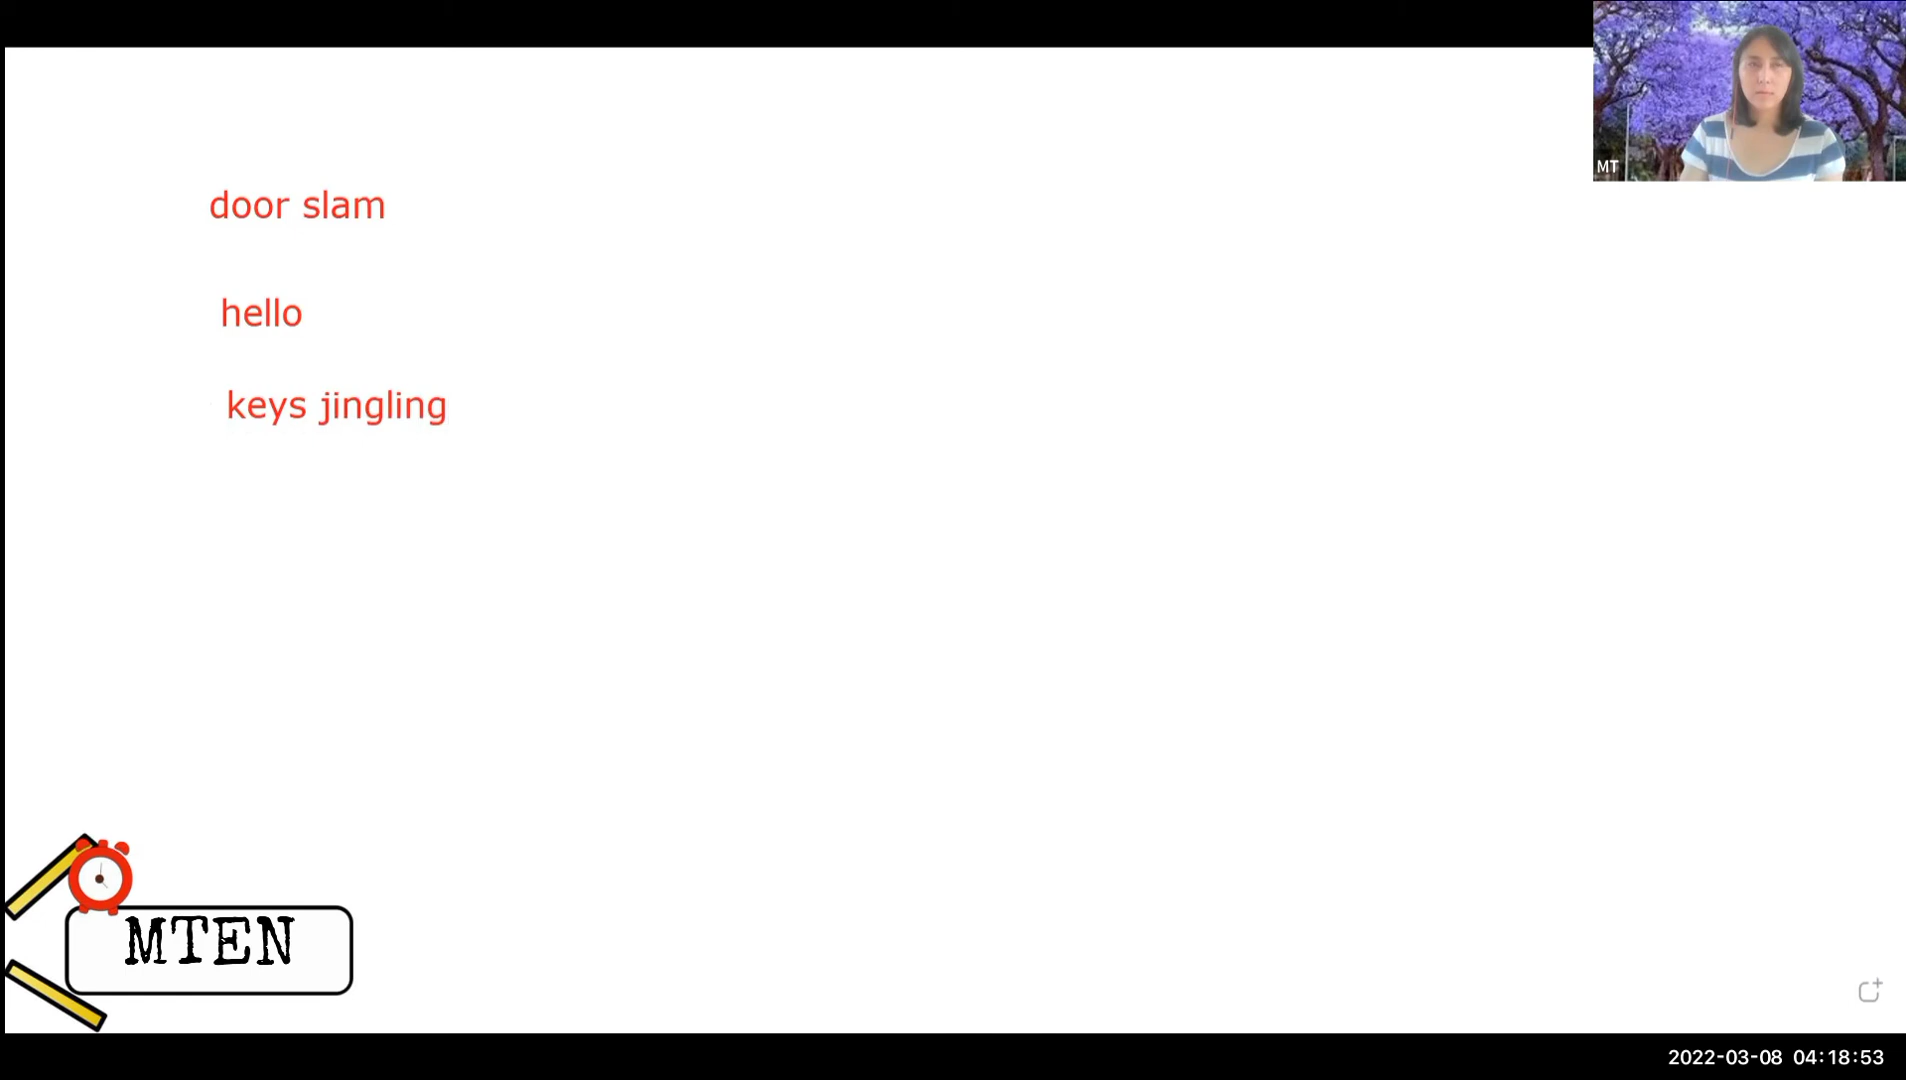 MT
door slam
hello
keys jingling
MTEN
2022-03-08 04:18:53